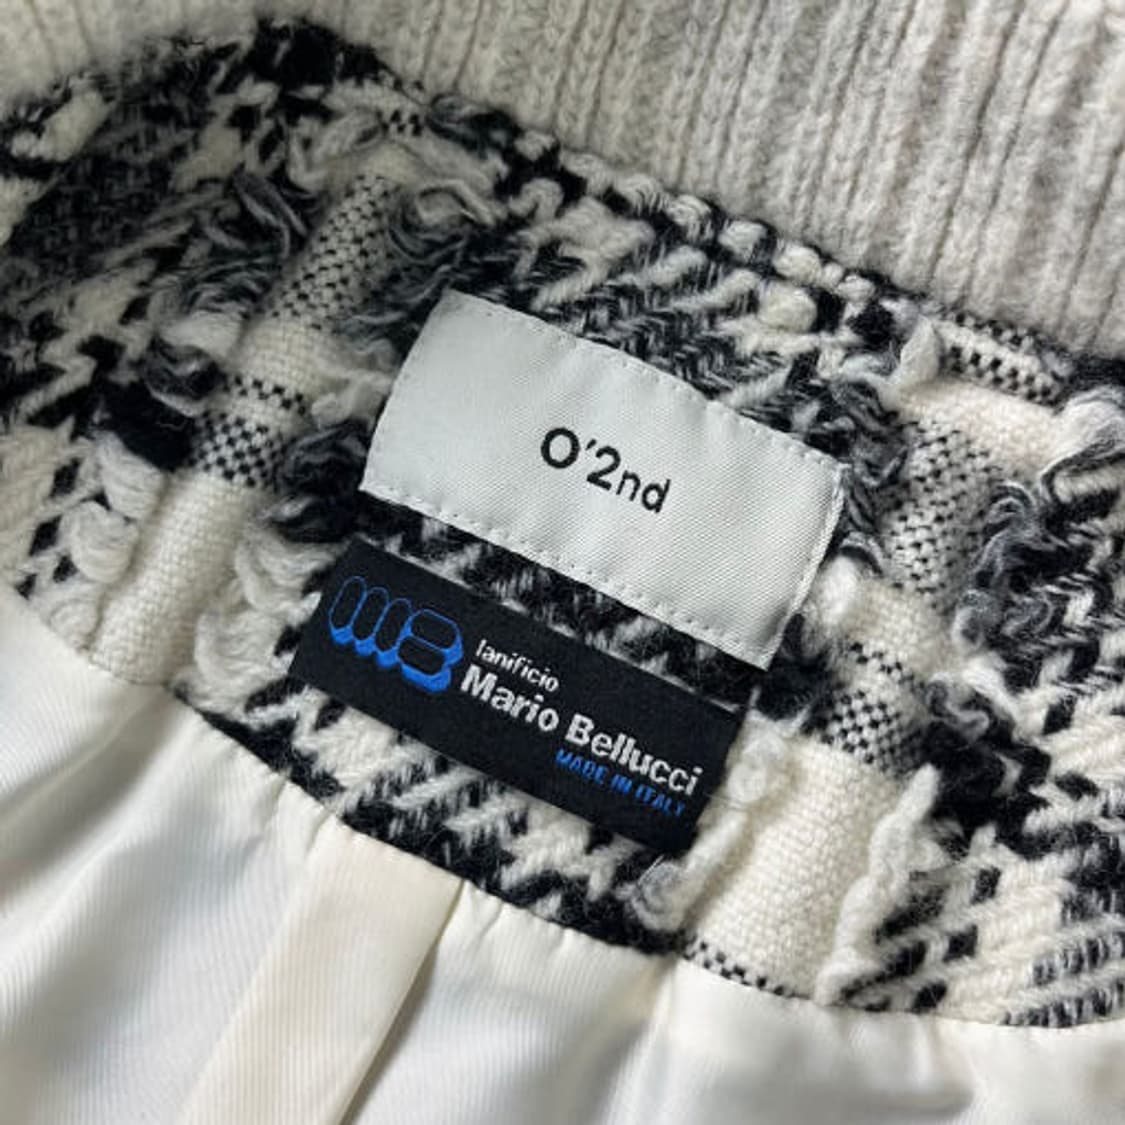 O'2nd
lanificio
Mario Bellucci
MADE IN ITALY